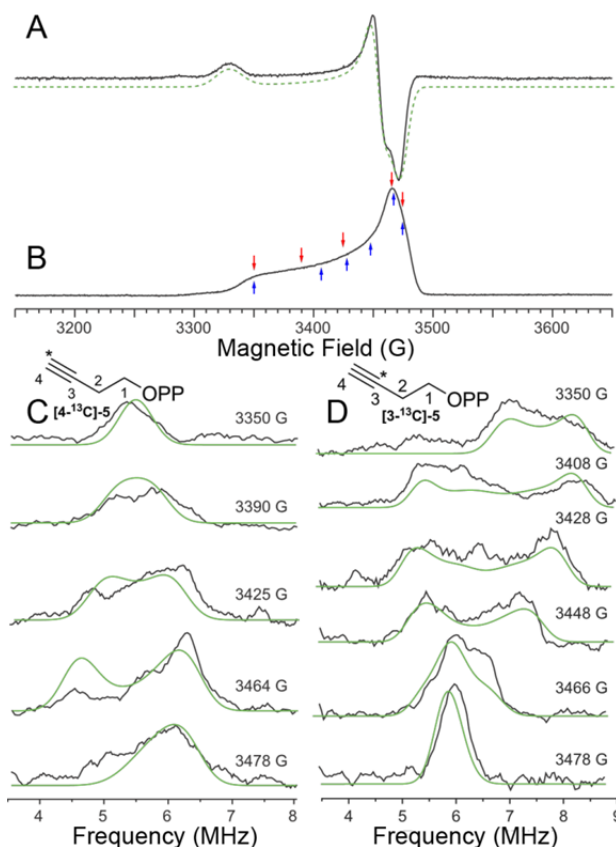 A
B
3200 3300 3400 3500 3600
Magnetic Field (G)
* 4 3 2 1 OPP
C [4-¹³C]-5
3350 G
3390 G
3425 G
3464 G
3478 G
4 5 6 7 8
Frequency (MHz)
* 4 3 2 1 OPP
D [3-¹³C]-5
3350 G
3408 G
3428 G
3448 G
3466 G
3478 G
4 5 6 7 8 9
Frequency (MHz)